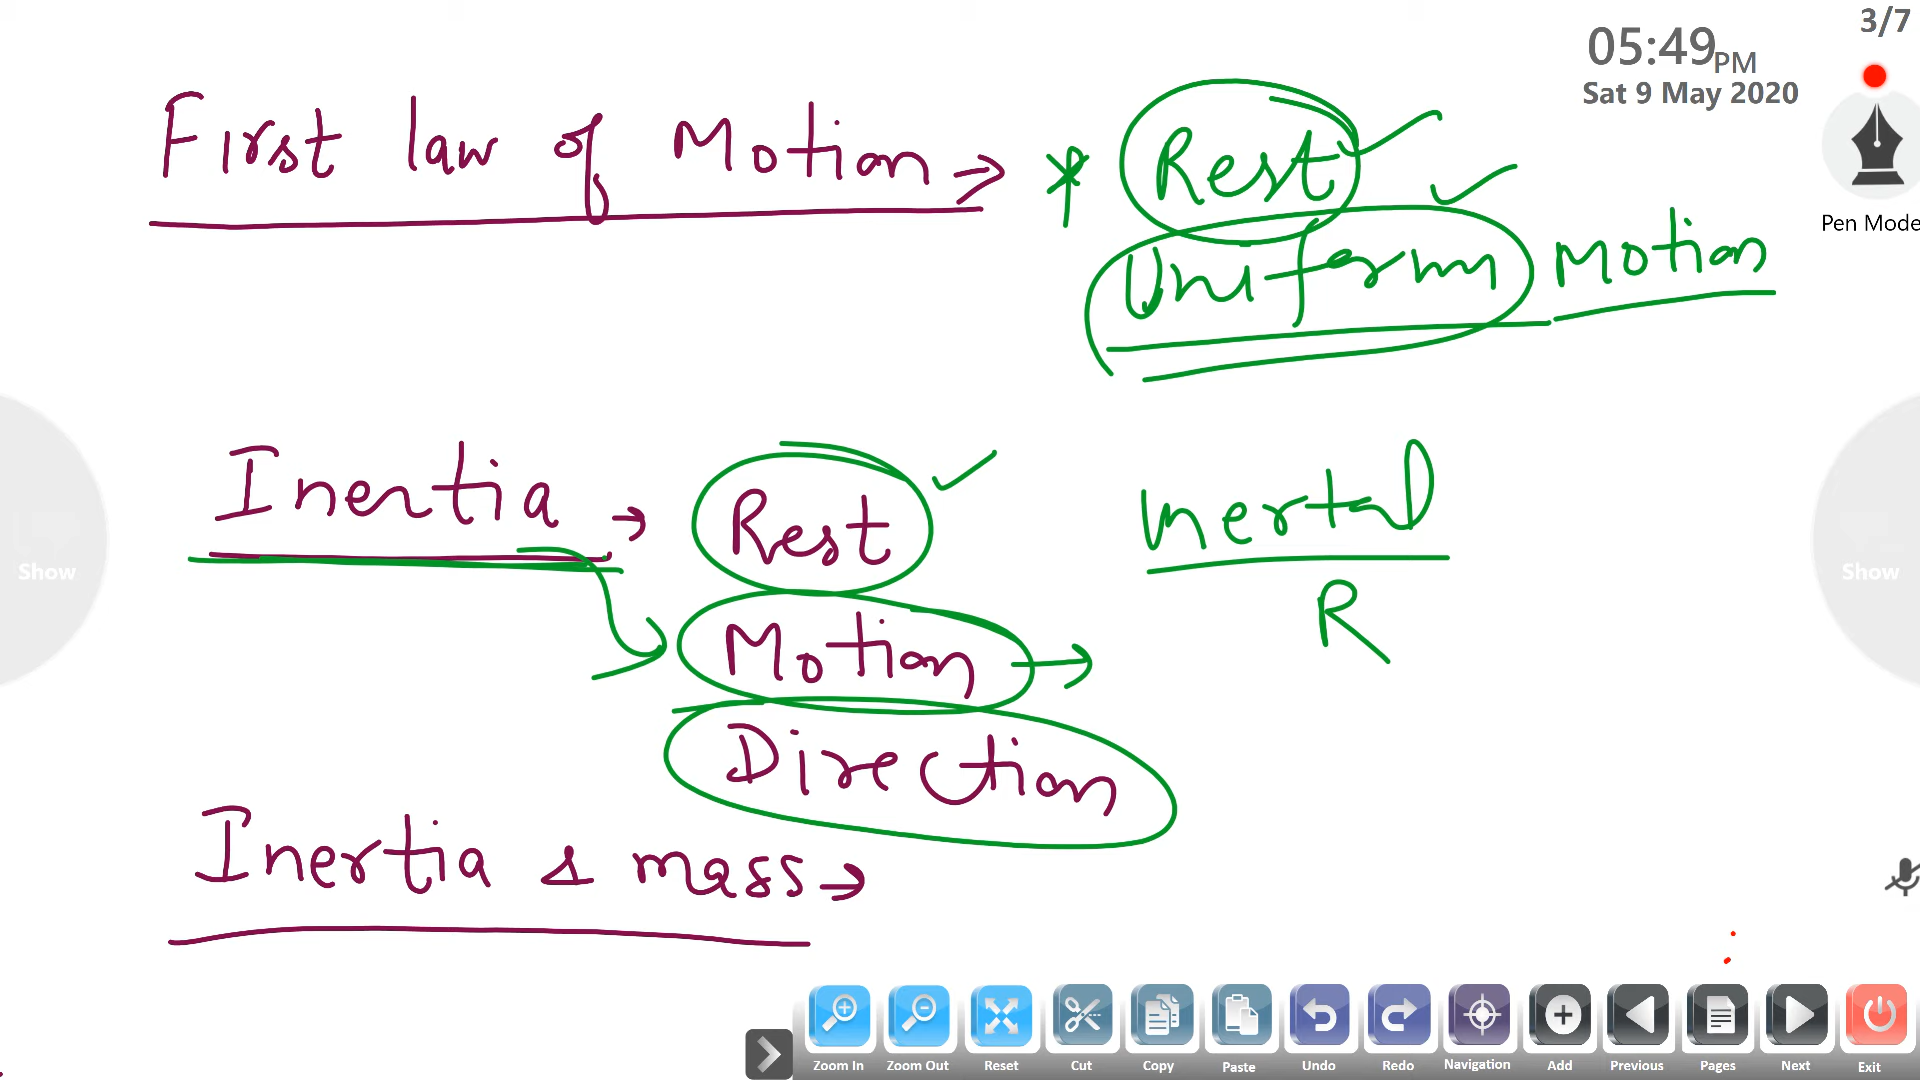 3/7
05:49 PM
Sat 9 May 2020
First law of Motion → * Rest
Uniform Motion
Pen Mode
Inertia → Rest
Inertial
R
Motion →
Direction
Show
Show
Inertia & mass →
Zoom In Zoom Out Reset Cut Copy Paste Undo Redo Navigation Add Previous Pages Next Exit